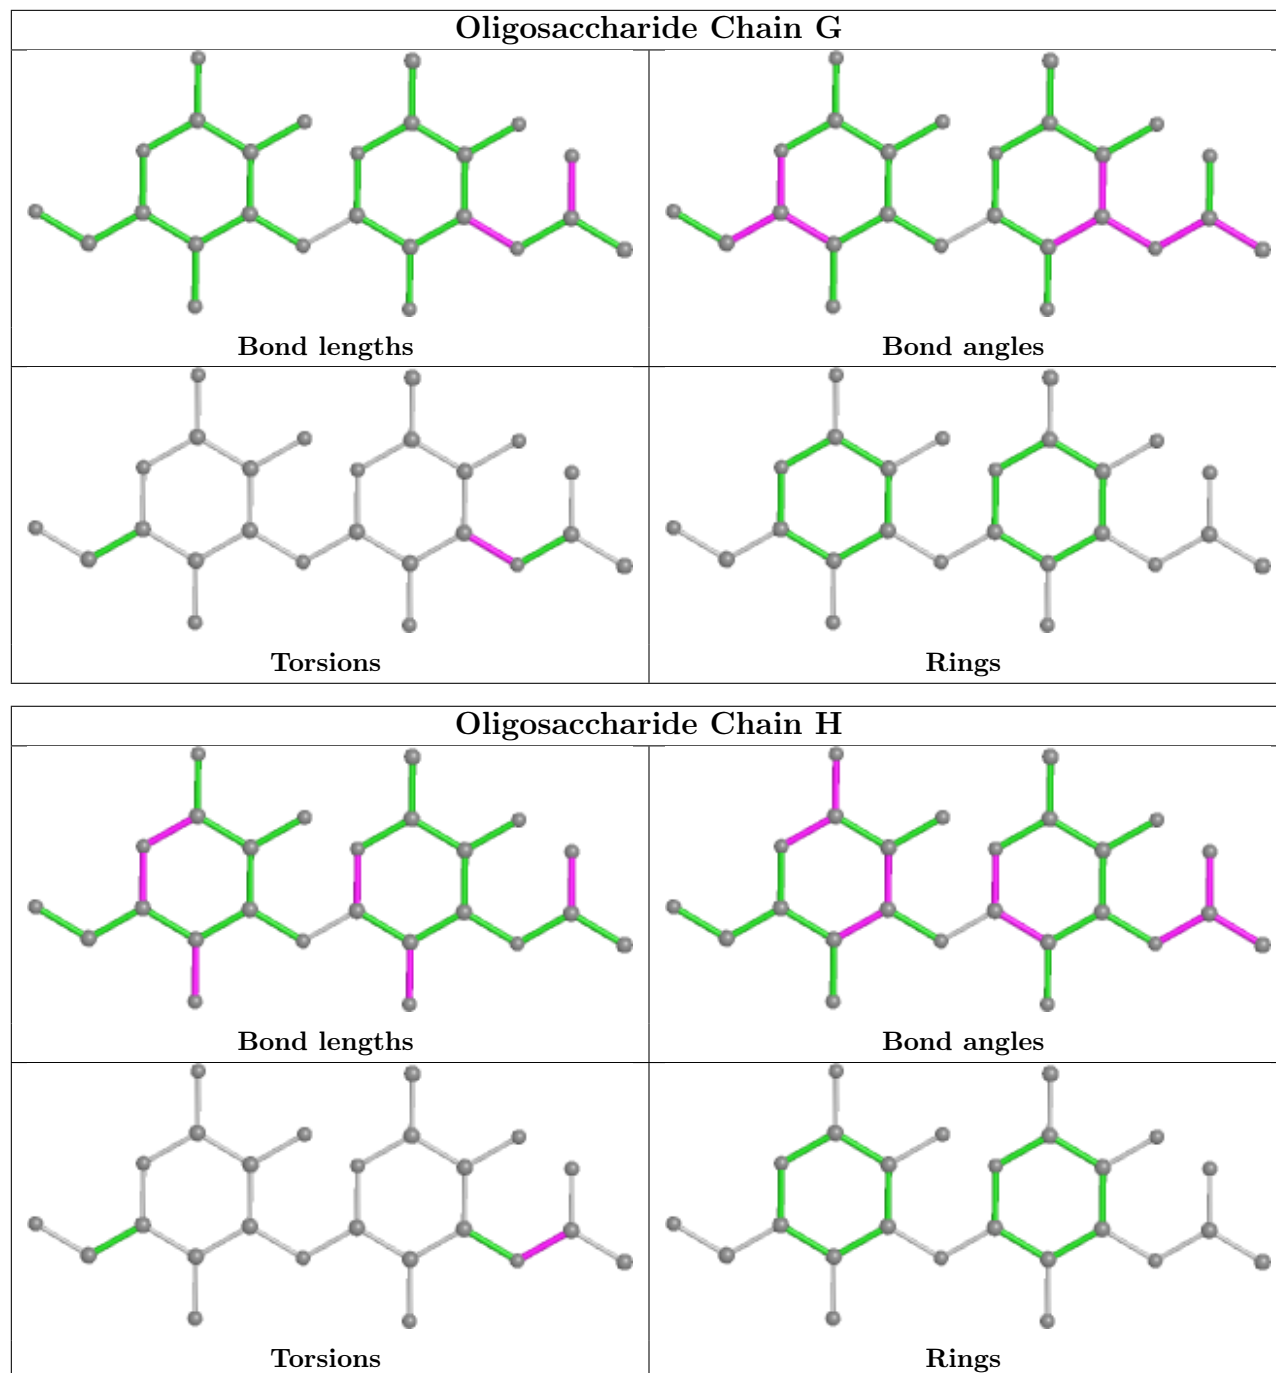 Oligosaccharide Chain G
Bond lengths
Bond angles
Torsions
Rings
Oligosaccharide Chain H
Bond lengths
Bond angles
Torsions
Rings